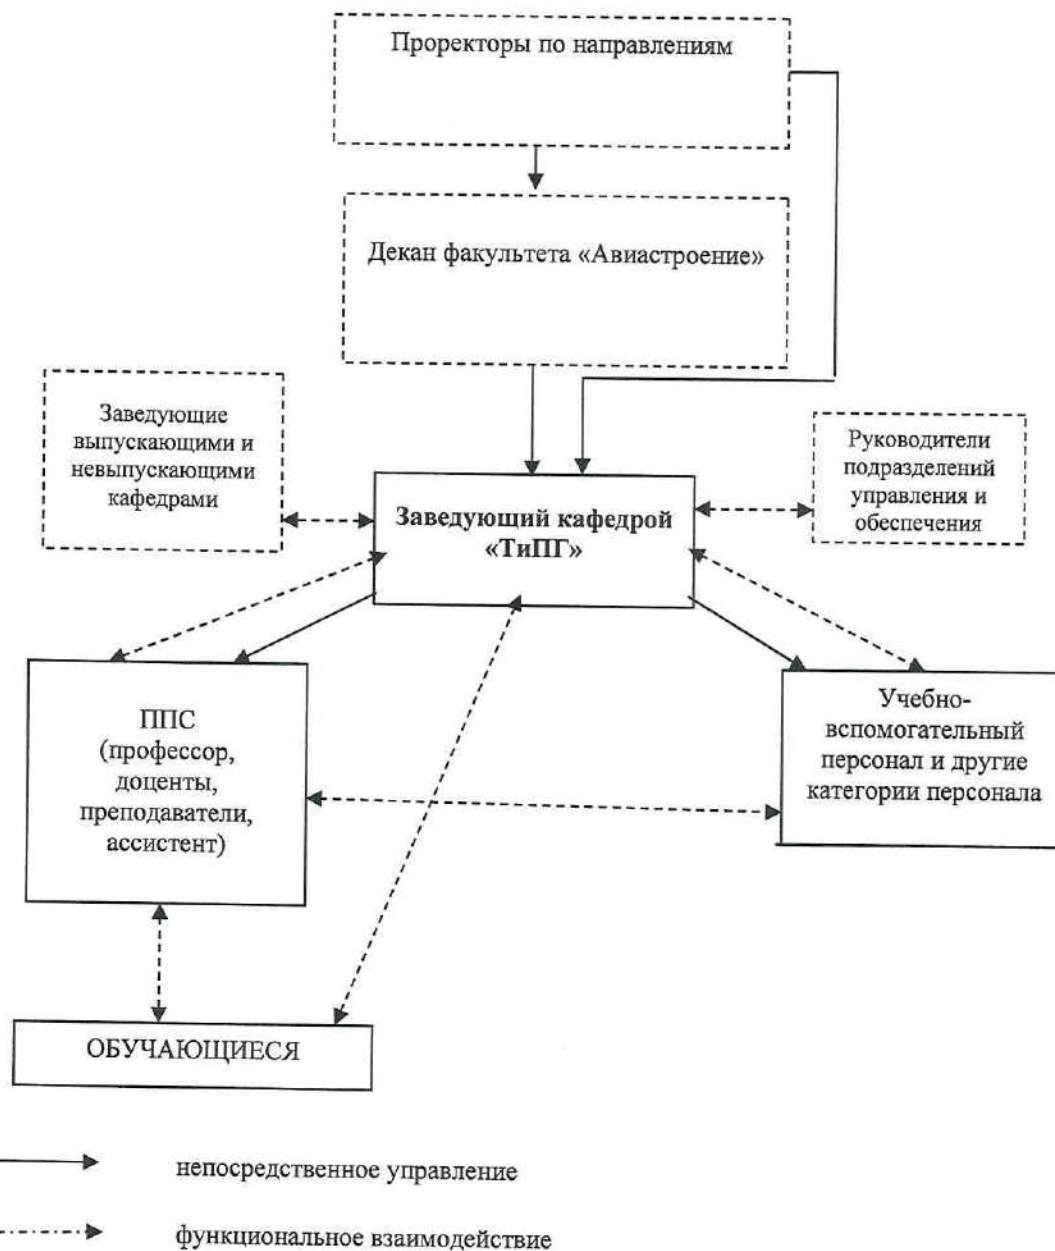 Проректоры по направлениям
Декан факультета «Авиастроение»
Заведующие
выпускающими и
невыпускающими
кафедрами
Руководители
подразделений
управления и
обеспечения
Заведующий кафедрой
«ТиПГ»
ППС
(профессор,
доценты,
преподаватели,
ассистент)
Учебно-
вспомогательный
персонал и другие
категории персонала
ОБУЧАЮЩИЕСЯ
непосредственное управление
функциональное взаимодействие